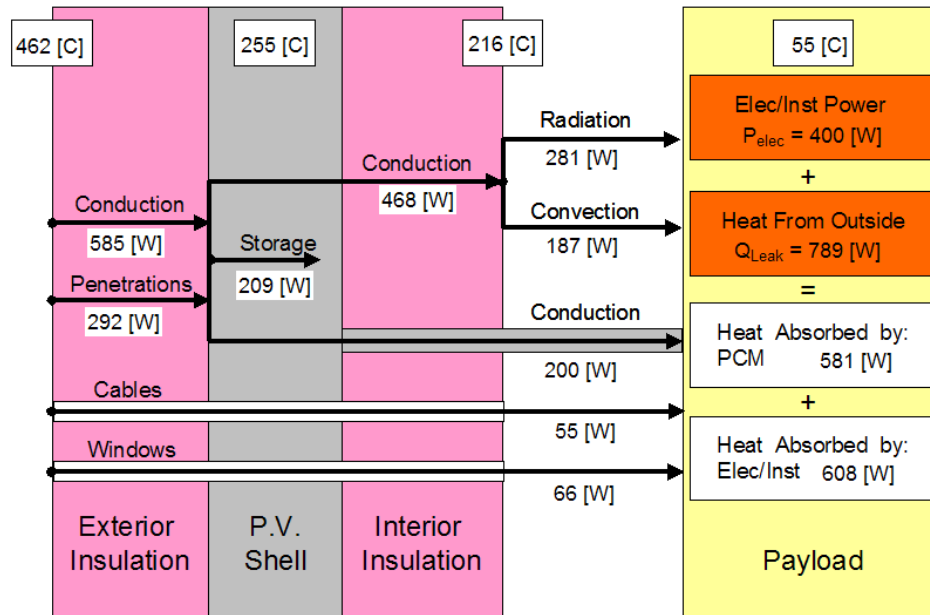 462 [C]
255 [C]
216 [C]
55 [C]
Radiation
281 [W]
Elec/Inst Power
Pelec = 400 [W]
+
Conduction
468 [W]
Conduction
585 [W]
Convection
187 [W]
Heat From Outside
QLeak = 789 [W]
=
Storage
209 [W]
Penetrations
292 [W]
Conduction
200 [W]
Heat Absorbed by:
PCM 581 [W]
+
Cables
55 [W]
Windows
66 [W]
Heat Absorbed by:
Elec/Inst 608 [W]
Exterior
Insulation
P.V.
Shell
Interior
Insulation
Payload